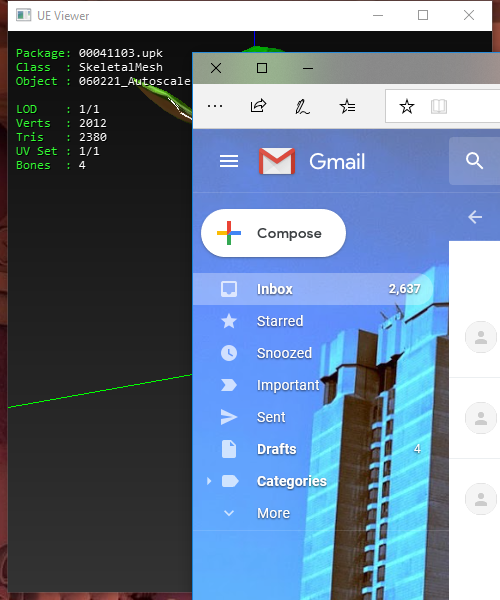 UE Viewer
Package: 00041103.upk
Class : SkeletalMesh
Object : 060221_Autoscale
LOD : 1/1
Verts : 2012
Tris : 2380
UV Set : 1/1
Bones : 4
Gmail
Compose
Inbox 2,637
Starred
Snoozed
Important
Sent
Drafts 4
Categories
More